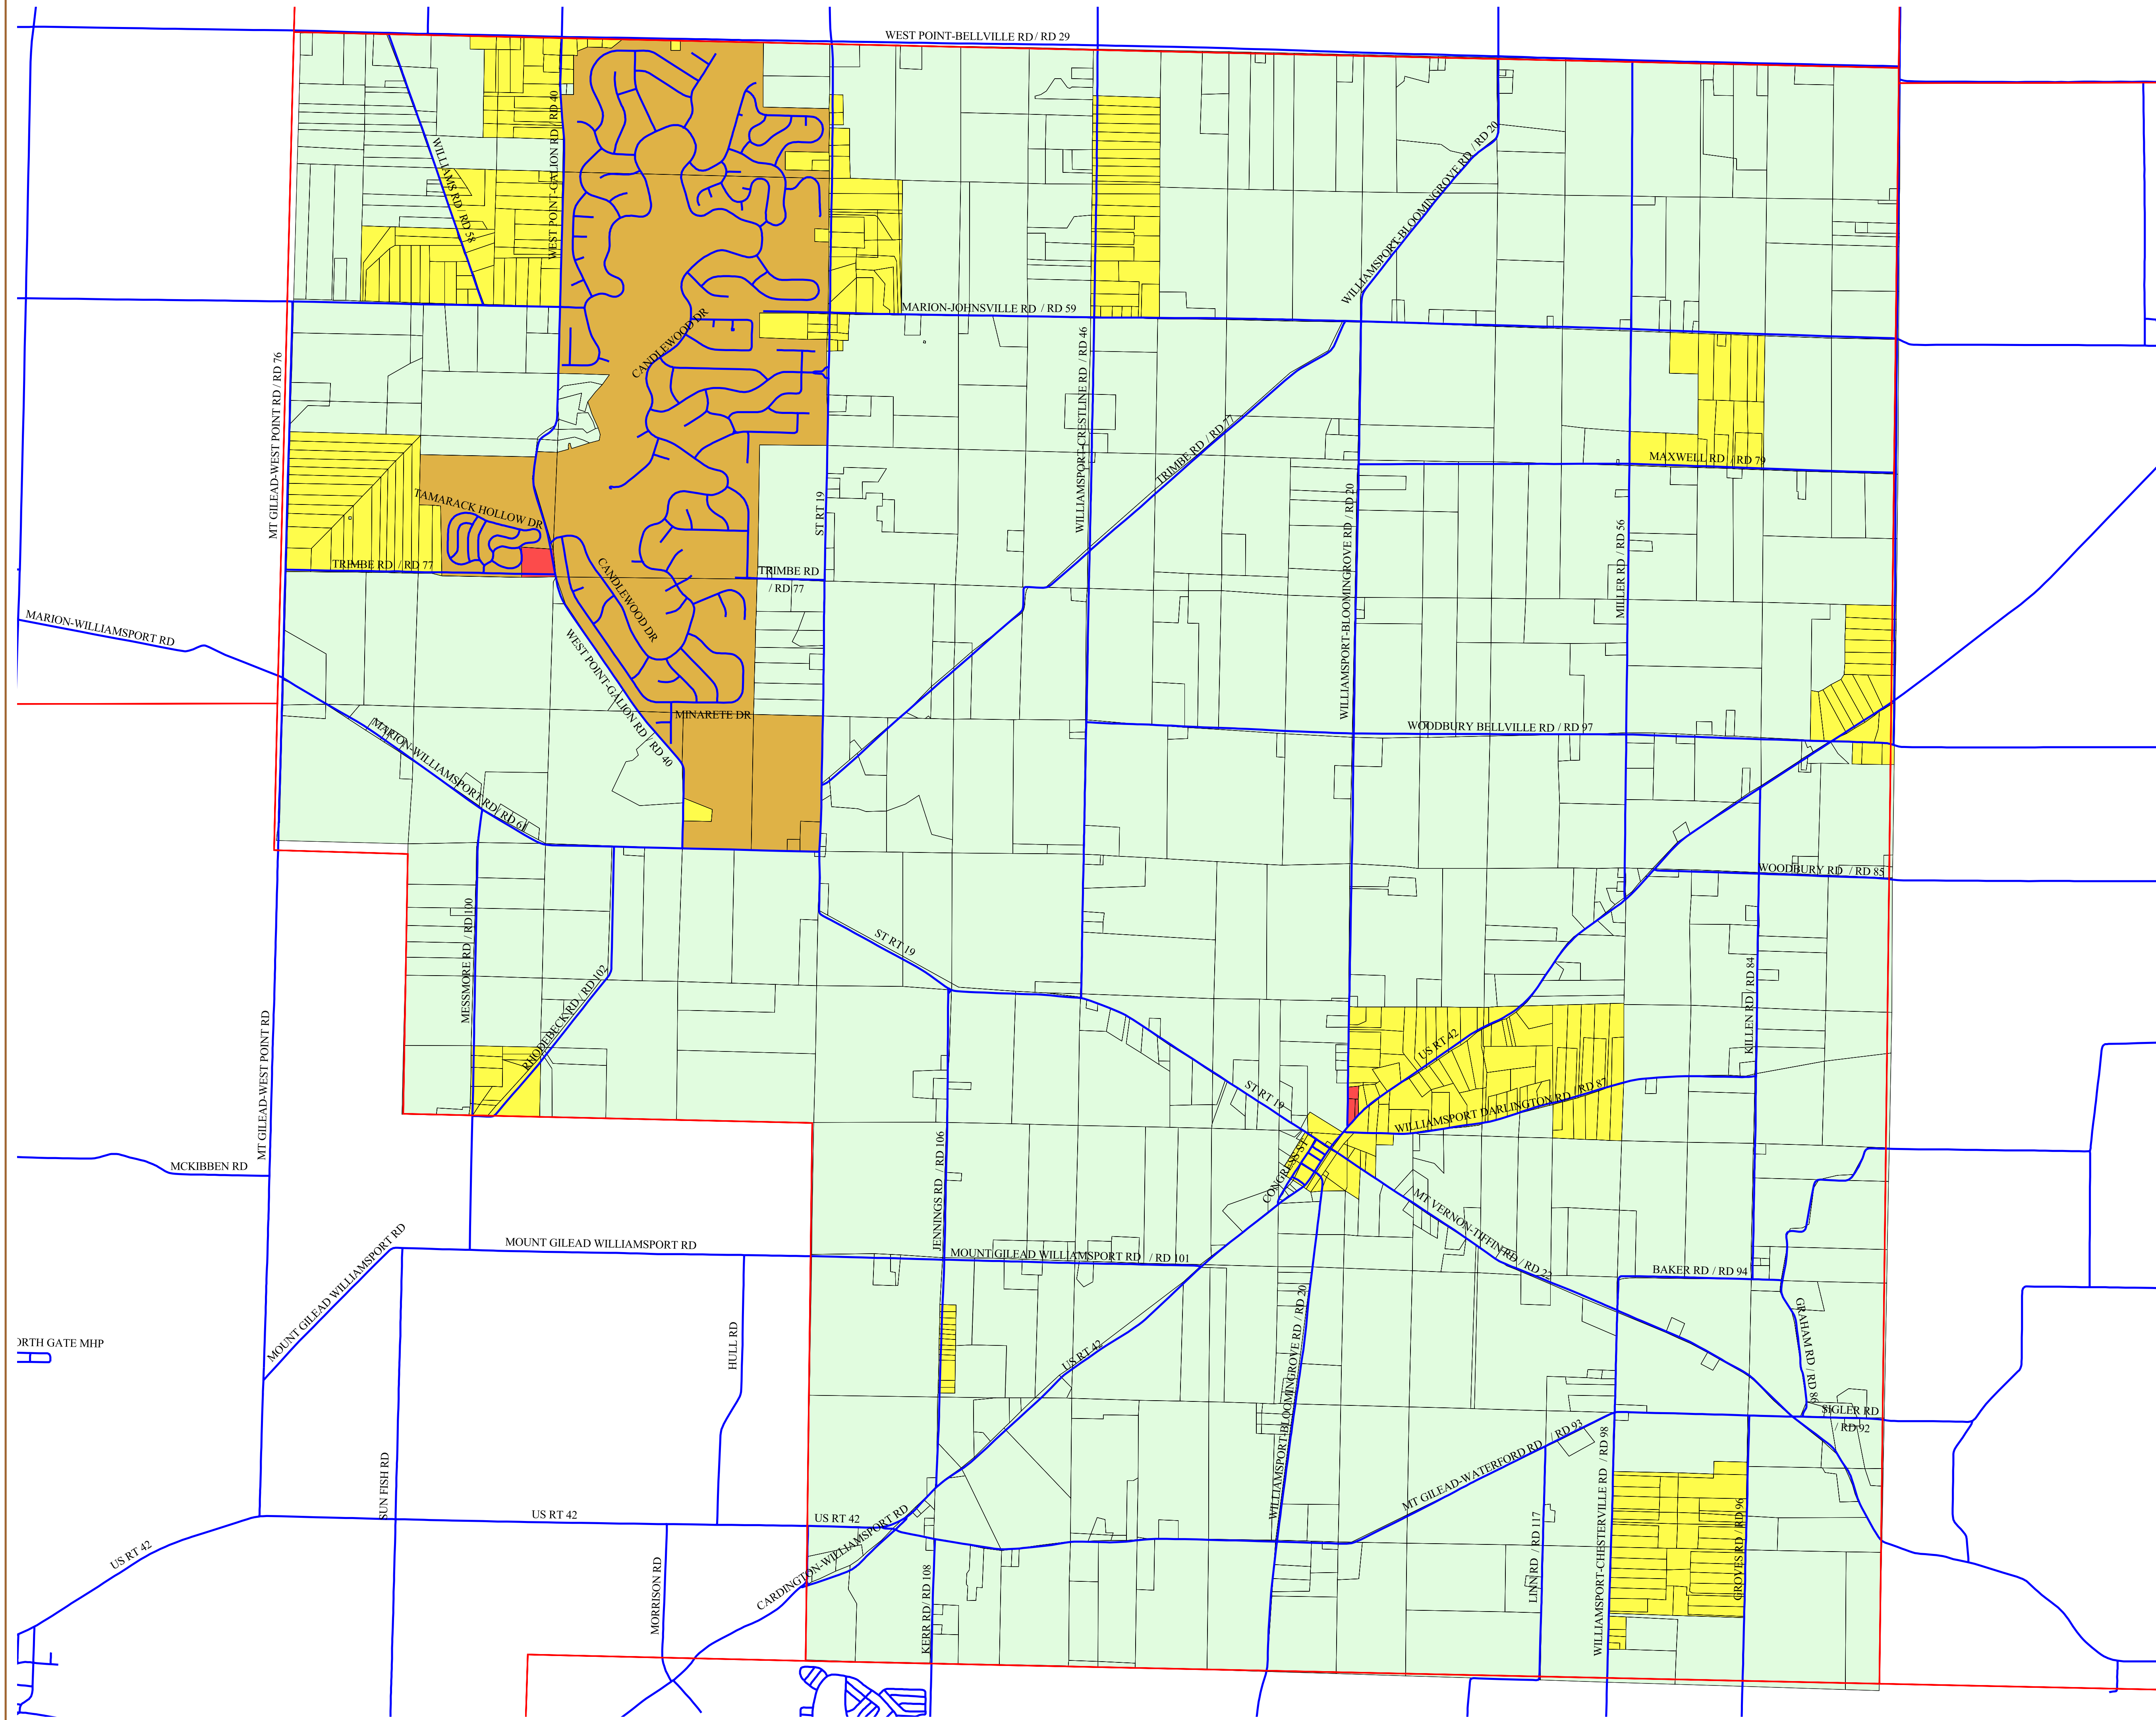 WEST POINT-BELLVILLE RD / RD 29
WEST POINT-GALION RD / RD 40
WILLIAMS RD / RD 58
WILLIAMSPORT-BLOOMINGROVE RD / RD 20
MARION-JOHNSVILLE RD / RD 59
CANDLEWOOD DR
MT GILEAD-WEST POINT RD / RD 76
WILLIAMSPORT-CRESTLINE RD / RD 46
TRIMBE RD / RD 77
MAXWELL RD / RD 79
TAMARACK HOLLOW DR
ST RT 19
WILLIAMSPORT-BLOOMINGROVE RD / RD 20
MILLER RD / RD 56
TRIMBE RD / RD 77
CANDLEWOOD DR
TRIMBE RD
/ RD 77
MARION-WILLIAMSPORT RD
WEST POINT-GALION RD / RD 40
MINARETE DR
MARION-WILLIAMSPORT RD / RD 61
WOODBURY BELLVILLE RD / RD 97
WOODBURY RD / RD 85
MESSMORE RD / RD 100
ST RT 19
RHODEBECK RD / RD 102
KILLEN RD / RD 84
MT GILEAD-WEST POINT RD
US RT 42
ST RT 19
WILLIAMSPORT DARLINGTON RD / RD 87
MCKIBBEN RD
JENNINGS RD / RD 106
CONGRESS ST
MT VERNON-TIFFIN RD / RD 22
MOUNT GILEAD WILLIAMSPORT RD
MOUNT GILEAD WILLIAMSPORT RD
MOUNT GILEAD WILLIAMSPORT RD / RD 101
BAKER RD / RD 94
GRAHAM RD / RD 86
ORTH GATE MHP
HULL RD
US RT 42
WILLIAMSPORT-BLOOMINGROVE RD / RD 20
SIGLER RD
/ RD 92
MT GILEAD-WATERFORD RD / RD 93
SUN FISH RD
US RT 42
US RT 42
US RT 42
CARDINGTON-WILLIAMSPORT RD
MORRISON RD
KERR RD / RD 108
LINN RD / RD 117
WILLIAMSPORT-CHESTERVILLE RD / RD 98
GROVES RD / RD 96